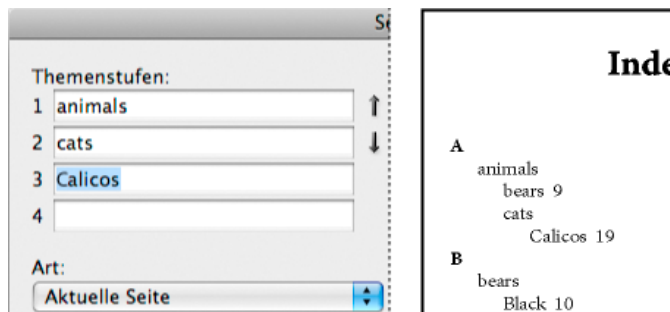 Themenstufen:
1 animals
2 cats
3 Calicos
4
Art:
Aktuelle Seite
A
animals
bears 9
cats
Calicos 19
B
bears
Black 10